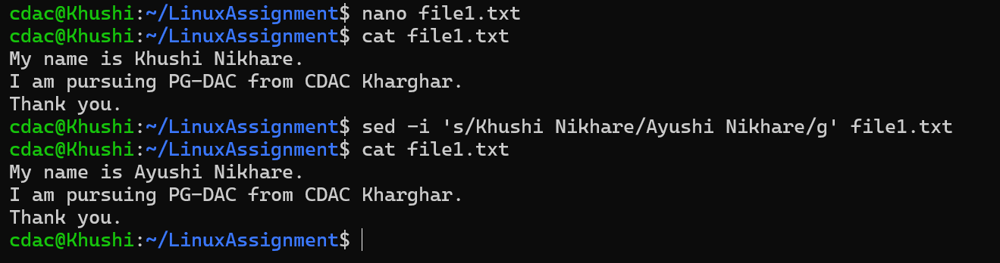 cdac@Khushi:~/LinuxAssignment$ nano file1.txt
cdac@Khushi:~/LinuxAssignment$ cat file1.txt
My name is Khushi Nikhare.
I am pursuing PG-DAC from CDAC Kharghar.
Thank you.
cdac@Khushi:~/LinuxAssignment$ sed -i 's/Khushi Nikhare/Ayushi Nikhare/g' file1.txt
cdac@Khushi:~/LinuxAssignment$ cat file1.txt
My name is Ayushi Nikhare.
I am pursuing PG-DAC from CDAC Kharghar.
Thank you.
cdac@Khushi:~/LinuxAssignment$